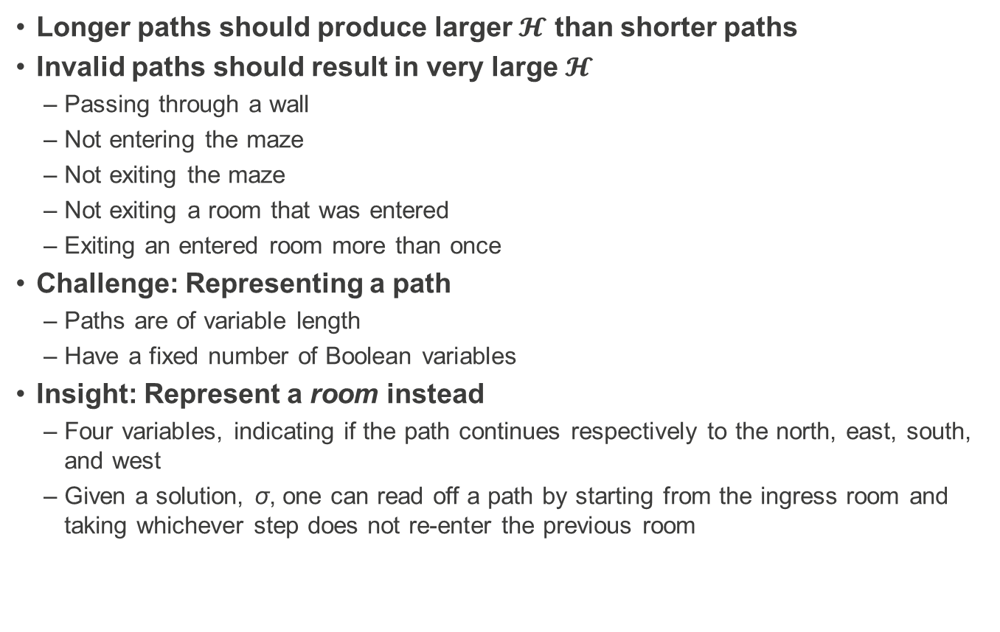 • Longer paths should produce larger ℋ than shorter paths
• Invalid paths should result in very large ℋ
– Passing through a wall
– Not entering the maze
– Not exiting the maze
– Not exiting a room that was entered
– Exiting an entered room more than once
• Challenge: Representing a path
– Paths are of variable length
– Have a fixed number of Boolean variables
• Insight: Represent a room instead
– Four variables, indicating if the path continues respectively to the north, east, south,
and west
– Given a solution, σ, one can read off a path by starting from the ingress room and
taking whichever step does not re-enter the previous room